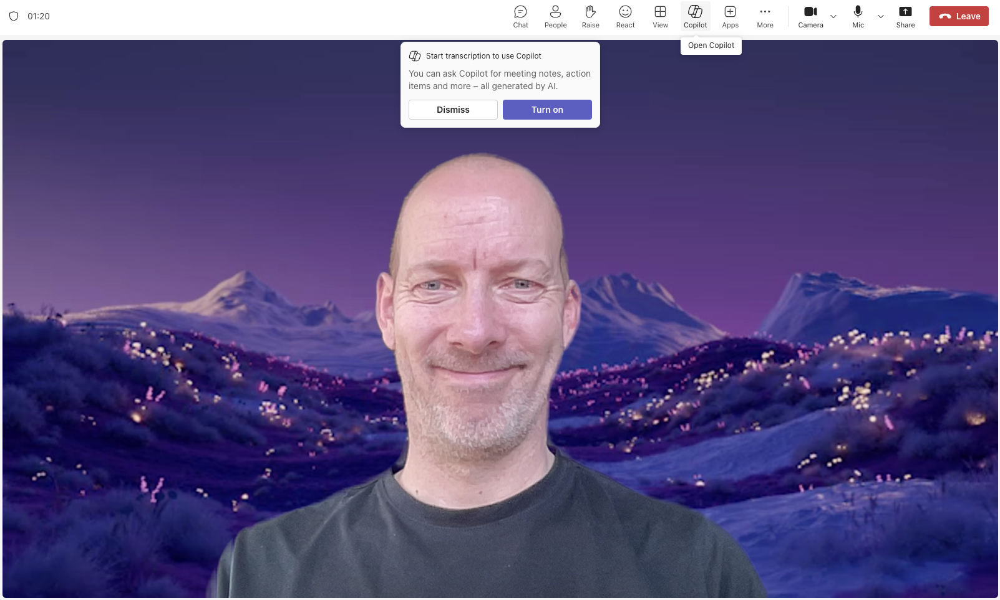 01:20
Chat
People
Raise
React
View
Copilot
Apps
More
Camera
Mic
Share
Leave
Open Copilot
Start transcription to use Copilot
You can ask Copilot for meeting notes, action
items and more – all generated by AI.
Dismiss
Turn on